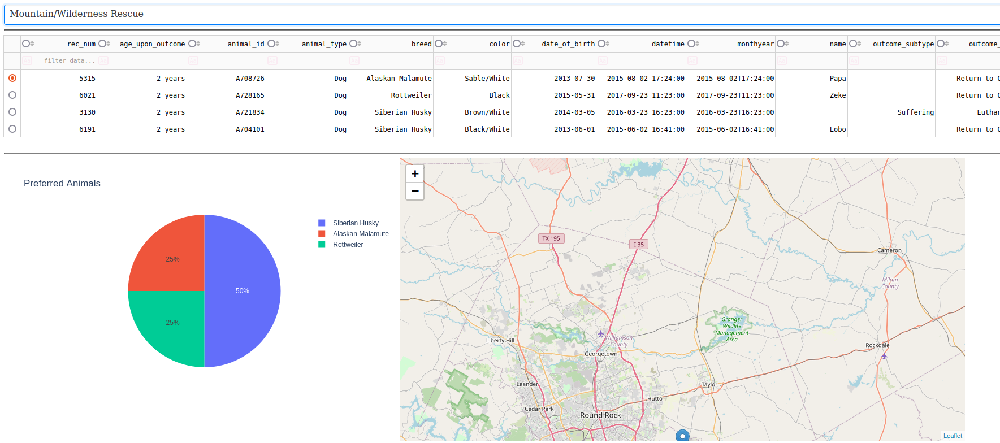 Mountain/Wilderness Rescue
rec_num age_upon_outcome animal_id animal_type breed color date_of_birth datetime monthyear name outcome_subtype outcome_
filter data...
5315 2 years A708726 Dog Alaskan Malamute Sable/White 2013-07-30 2015-08-02 17:24:00 2015-08-02T17:24:00 Papa Return to O
6021 2 years A728165 Dog Rottweiler Black 2015-05-31 2017-09-23 11:23:00 2017-09-23T11:23:00 Zeke Return to O
3130 2 years A721834 Dog Siberian Husky Brown/White 2014-03-05 2016-03-23 16:23:00 2016-03-23T16:23:00 Suffering Euthan
6191 2 years A704101 Dog Siberian Husky Black/White 2013-06-01 2015-06-02 16:41:00 2015-06-02T16:41:00 Lobo Return to O
Preferred Animals
Siberian Husky
Alaskan Malamute
Rottweiler
25%
50%
25%
+
−
TX 195
I 35
Cameron
Milam
County
Granger
Wildlife
Management
Area
Liberty Hill
Williamson
County
Georgetown
Rockdale
Leander
Taylor
Hutto
Cedar Park
Round Rock
Leaflet